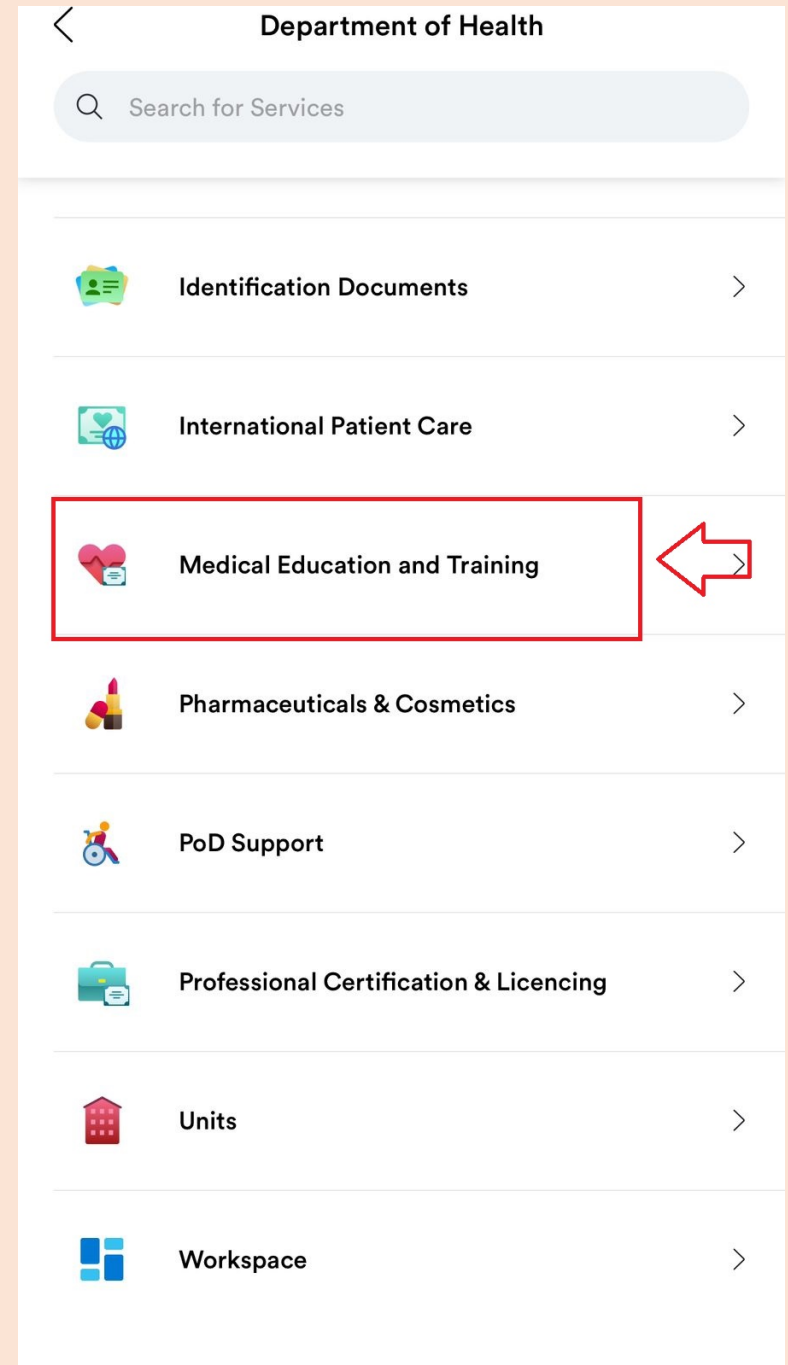 Department of Health
Search for Services
Identification Documents
International Patient Care
Medical Education and Training
Pharmaceuticals & Cosmetics
PoD Support
Professional Certification & Licencing
Units
Workspace